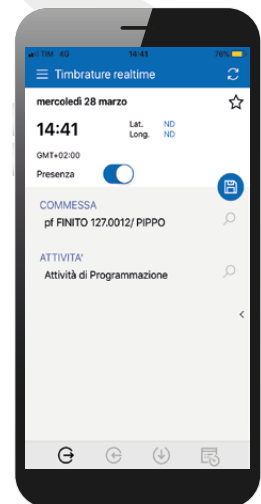 TIM 4G 14:41 76%
Timbrature realtime
mercoledì 28 marzo
14:41
Lat. ND
Long. ND
GMT+02:00
Presenza
COMMESSA
pf FINITO 127.0012/ PIPPO
ATTIVITA'
Attività di Programmazione